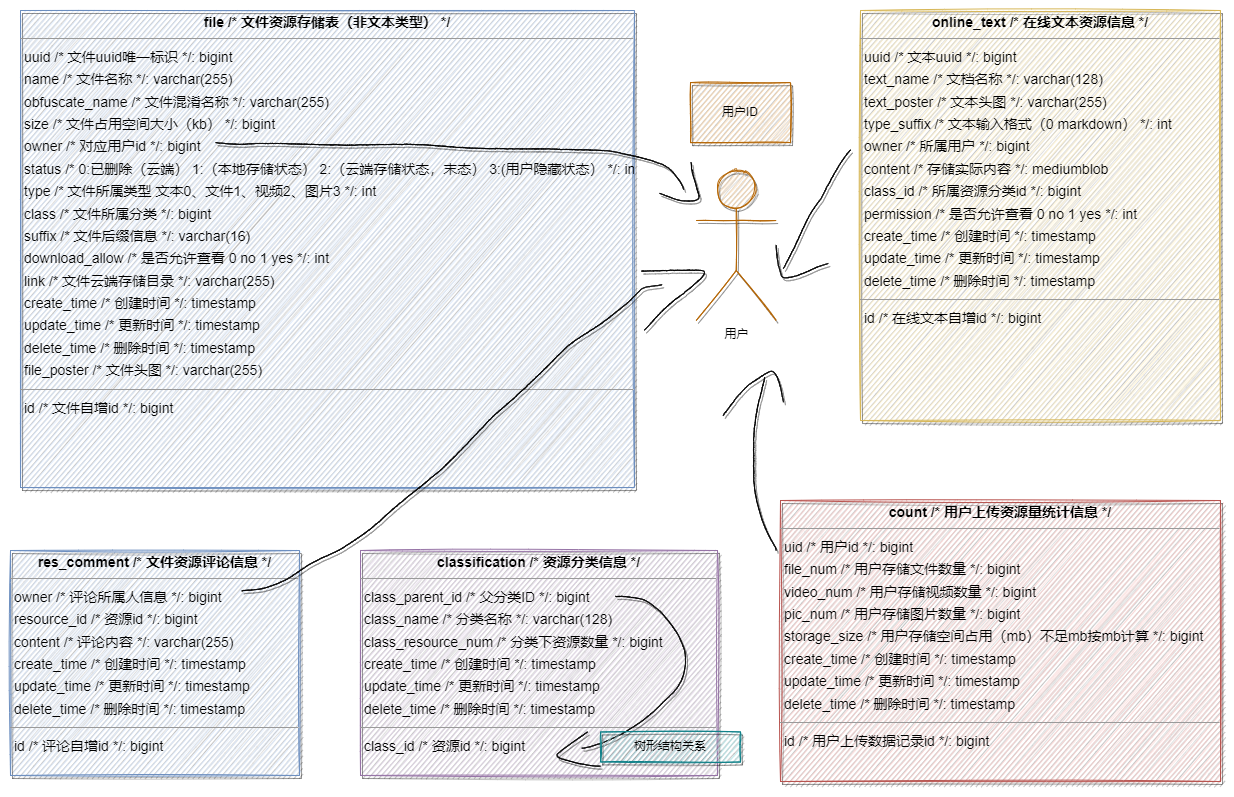 file /* 文件资源存储表（非文本类型） */
uuid /* 文件uuid唯一标识 */: bigint
name /* 文件名称 */: varchar(255)
obfuscate_name /* 文件混淆名称 */: varchar(255)
size /* 文件占用空间大小（kb） */: bigint
owner /* 对应用户id */: bigint
status /* 0:已删除（云端） 1:（本地存储状态） 2:（云端存储状态，末态） 3:(用户隐藏状态） */: in
type /* 文件所属类型 文本0、文件1、视频2、图片3 */: int
class /* 文件所属分类 */: bigint
suffix /* 文件后缀信息 */: varchar(16)
download_allow /* 是否允许查看 0 no 1 yes */: int
link /* 文件云端存储目录 */: varchar(255)
create_time /* 创建时间 */: timestamp
update_time /* 更新时间 */: timestamp
delete_time /* 删除时间 */: timestamp
file_poster /* 文件头图 */: varchar(255)
id /* 文件自增id */: bigint
用户ID
用户
online_text /* 在线文本资源信息 */
uuid /* 文本uuid */: bigint
text_name /* 文档名称 */: varchar(128)
text_poster /* 文本头图 */: varchar(255)
type_suffix /* 文本输入格式（0 markdown） */: int
owner /* 所属用户 */: bigint
content /* 存储实际内容 */: mediumblob
class_id /* 所属资源分类id */: bigint
permission /* 是否允许查看 0 no 1 yes */: int
create_time /* 创建时间 */: timestamp
update_time /* 更新时间 */: timestamp
delete_time /* 删除时间 */: timestamp
id /* 在线文本自增id */: bigint
res_comment /* 文件资源评论信息 */
owner /* 评论所属人信息 */: bigint
resource_id /* 资源id */: bigint
content /* 评论内容 */: varchar(255)
create_time /* 创建时间 */: timestamp
update_time /* 更新时间 */: timestamp
delete_time /* 删除时间 */: timestamp
id /* 评论自增id */: bigint
classification /* 资源分类信息 */
class_parent_id /* 父分类ID */: bigint
class_name /* 分类名称 */: varchar(128)
class_resource_num /* 分类下资源数量 */: bigint
create_time /* 创建时间 */: timestamp
update_time /* 更新时间 */: timestamp
delete_time /* 删除时间 */: timestamp
class_id /* 资源id */: bigint
树形结构关系
count /* 用户上传资源量统计信息 */
uid /* 用户id */: bigint
file_num /* 用户存储文件数量 */: bigint
video_num /* 用户存储视频数量 */: bigint
pic_num /* 用户存储图片数量 */: bigint
storage_size /* 用户存储空间占用（mb）不足mb按mb计算 */: bigint
create_time /* 创建时间 */: timestamp
update_time /* 更新时间 */: timestamp
delete_time /* 删除时间 */: timestamp
id /* 用户上传数据记录id */: bigint